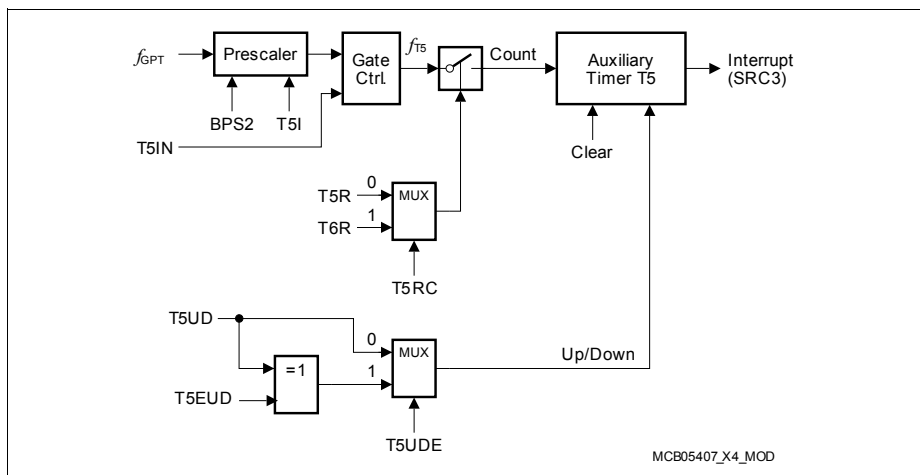 fGPT
Prescaler
BPS2
T5I
T5IN
Gate
Ctrl.
fT5
Count
Auxiliary
Timer T5
Interrupt
(SRC3)
Clear
T5R
0
T6R
1
MUX
T5RC
T5UD
0
=1
1
MUX
Up/Down
T5EUD
T5UDE
MCB05407_X4_MOD